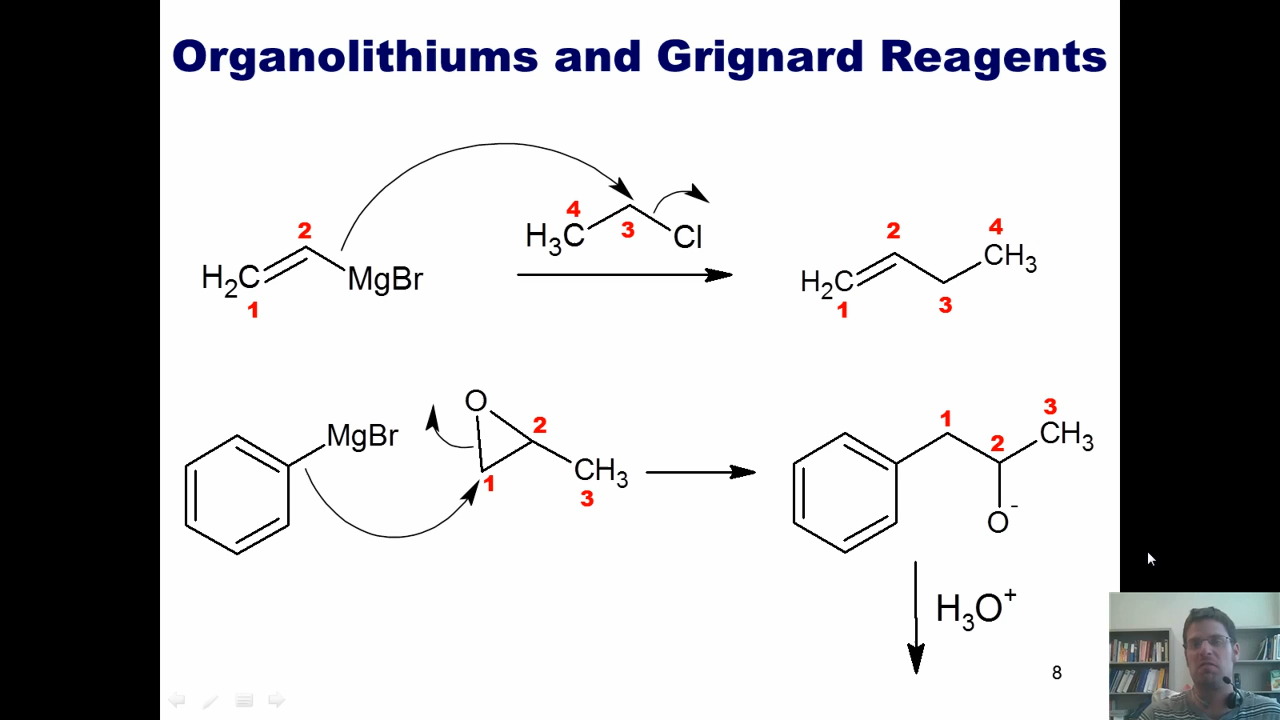 Organolithiums and Grignard Reagents
4
H₃C
3
Cl
2
H₂C
1
MgBr
2
4
CH₃
H₂C
1
3
O
2
MgBr
1
CH₃
3
1
3
CH₃
2
O⁻
H₃O⁺
8